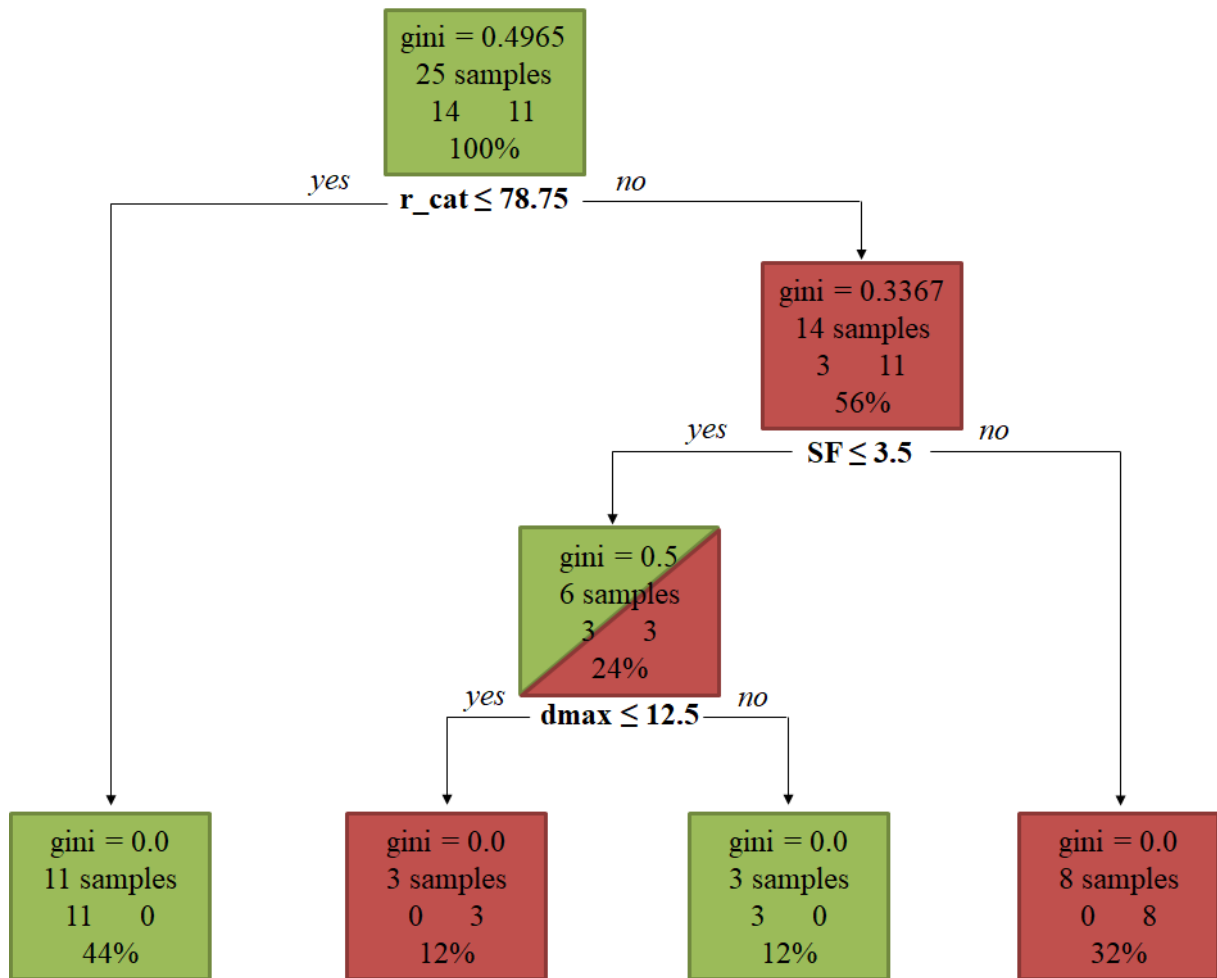 gini = 0.4965
25 samples
14 11
100%
yes no
r_cat ≤ 78.75
gini = 0.3367
14 samples
3 11
56%
yes no
SF ≤ 3.5
gini = 0.5
6 samples
3 3
24%
yes no
dmax ≤ 12.5
gini = 0.0
11 samples
11 0
44%
gini = 0.0
3 samples
0 3
12%
gini = 0.0
3 samples
3 0
12%
gini = 0.0
8 samples
0 8
32%